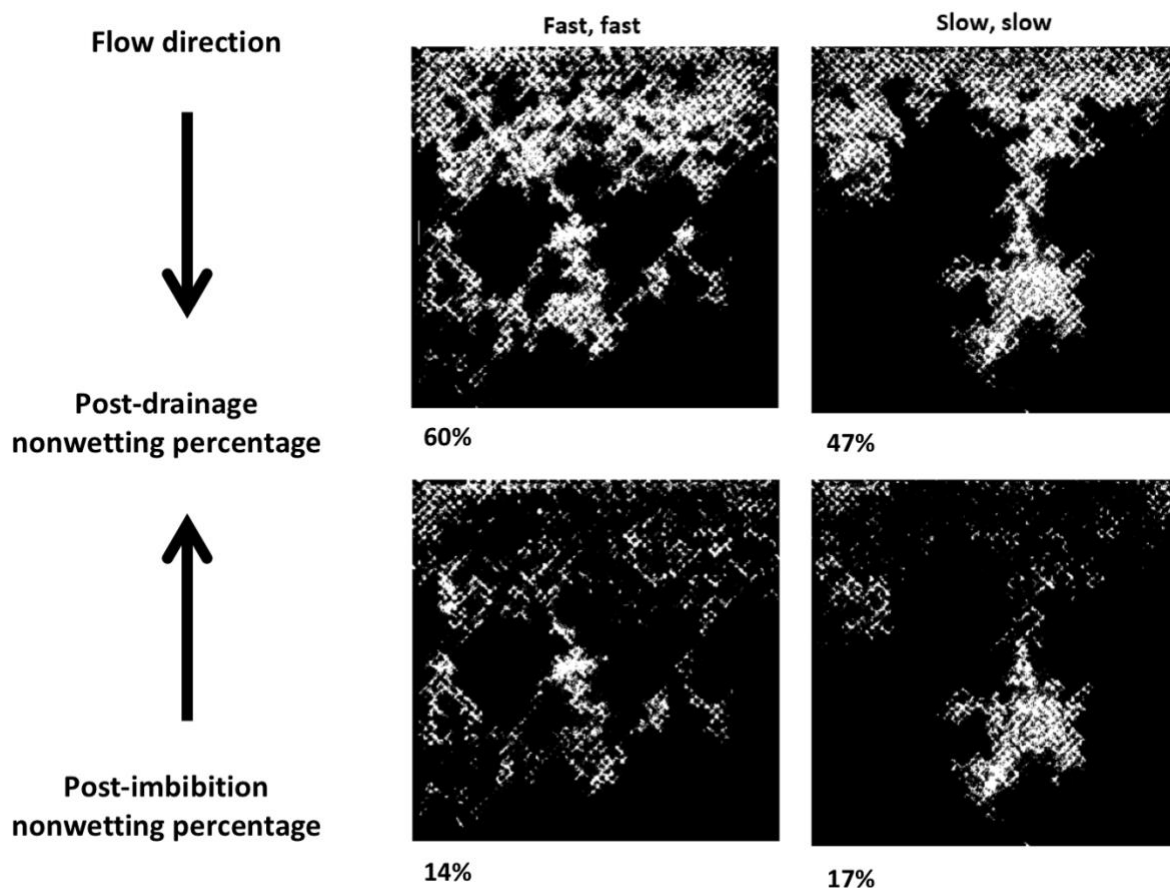 Flow direction
Fast, fast
Slow, slow
Post-drainage
nonwetting percentage
60%
47%
Post-imbibition
nonwetting percentage
14%
17%